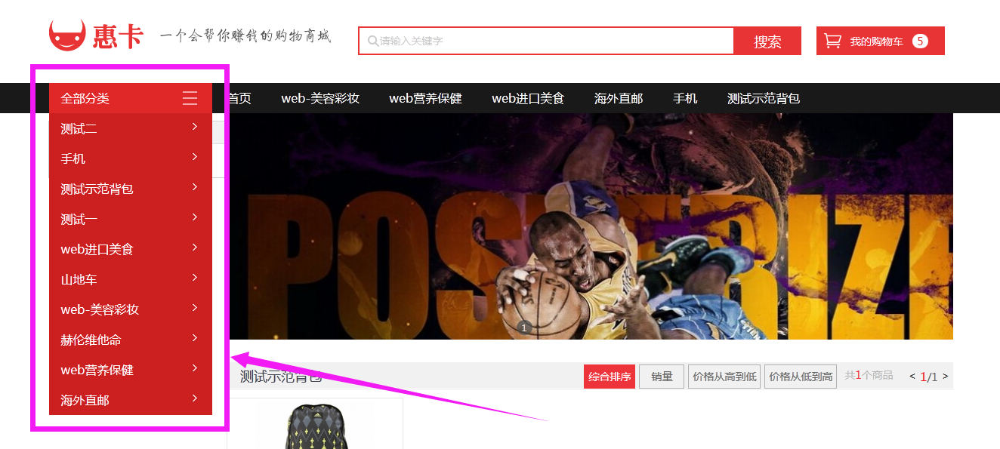 惠卡 一个会帮你赚钱的购物商城
请输入关键字 搜索 我的购物车 5
全部分类 首页 web-美容彩妆 web营养保健 web进口美食 海外直邮 手机 测试示范背包
测试二
手机
测试示范背包
测试一
web进口美食
山地车
web-美容彩妆
赫伦维他命
web营养保健
海外直邮
POSTERIZE
1
测试示范背包 综合排序 销量 价格从高到低 价格从低到高 共1个商品 < 1/1 >